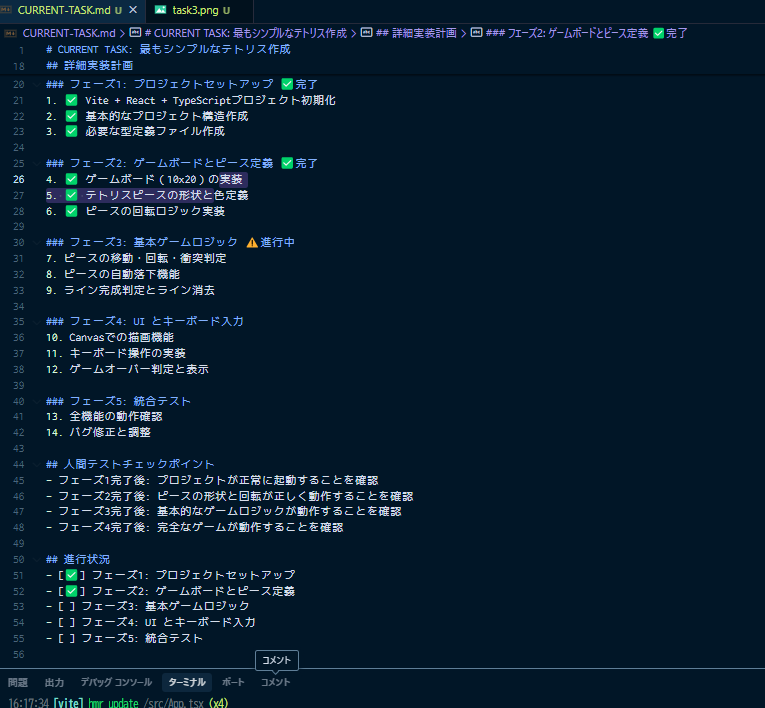 CURRENT-TASK.md U ✕ task3.png U
CURRENT-TASK.md > # CURRENT TASK: 最もシンプルなテトリス作成 > ## 詳細実装計画 > ### フェーズ2: ゲームボードとピース定義 ✅完了
1 # CURRENT TASK: 最もシンプルなテトリス作成
18 ## 詳細実装計画
20 ### フェーズ1: プロジェクトセットアップ ✅完了
21 1. ✅ Vite + React + TypeScriptプロジェクト初期化
22 2. ✅ 基本的なプロジェクト構造作成
23 3. ✅ 必要な型定義ファイル作成
24
25 ### フェーズ2: ゲームボードとピース定義 ✅完了
26 4. ✅ ゲームボード（10x20）の実装
27 5. ✅ テトリスピースの形状と色定義
28 6. ✅ ピースの回転ロジック実装
29
30 ### フェーズ3: 基本ゲームロジック ⚠️進行中
31 7. ピースの移動・回転・衝突判定
32 8. ピースの自動落下機能
33 9. ライン完成判定とライン消去
34
35 ### フェーズ4: UI とキーボード入力
36 10. Canvasでの描画機能
37 11. キーボード操作の実装
38 12. ゲームオーバー判定と表示
39
40 ### フェーズ5: 統合テスト
41 13. 全機能の動作確認
42 14. バグ修正と調整
43
44 ## 人間テストチェックポイント
45 - フェーズ1完了後: プロジェクトが正常に起動することを確認
46 - フェーズ2完了後: ピースの形状と回転が正しく動作することを確認
47 - フェーズ3完了後: 基本的なゲームロジックが動作することを確認
48 - フェーズ4完了後: 完全なゲームが動作することを確認
49
50 ## 進行状況
51 - [✅] フェーズ1: プロジェクトセットアップ
52 - [✅] フェーズ2: ゲームボードとピース定義
53 - [ ] フェーズ3: 基本ゲームロジック
54 - [ ] フェーズ4: UI とキーボード入力
55 - [ ] フェーズ5: 統合テスト
56
コメント
問題 出力 デバッグ コンソール ターミナル ポート コメント
16:17:34 [vite] hmr update /src/App.tsx (x4)